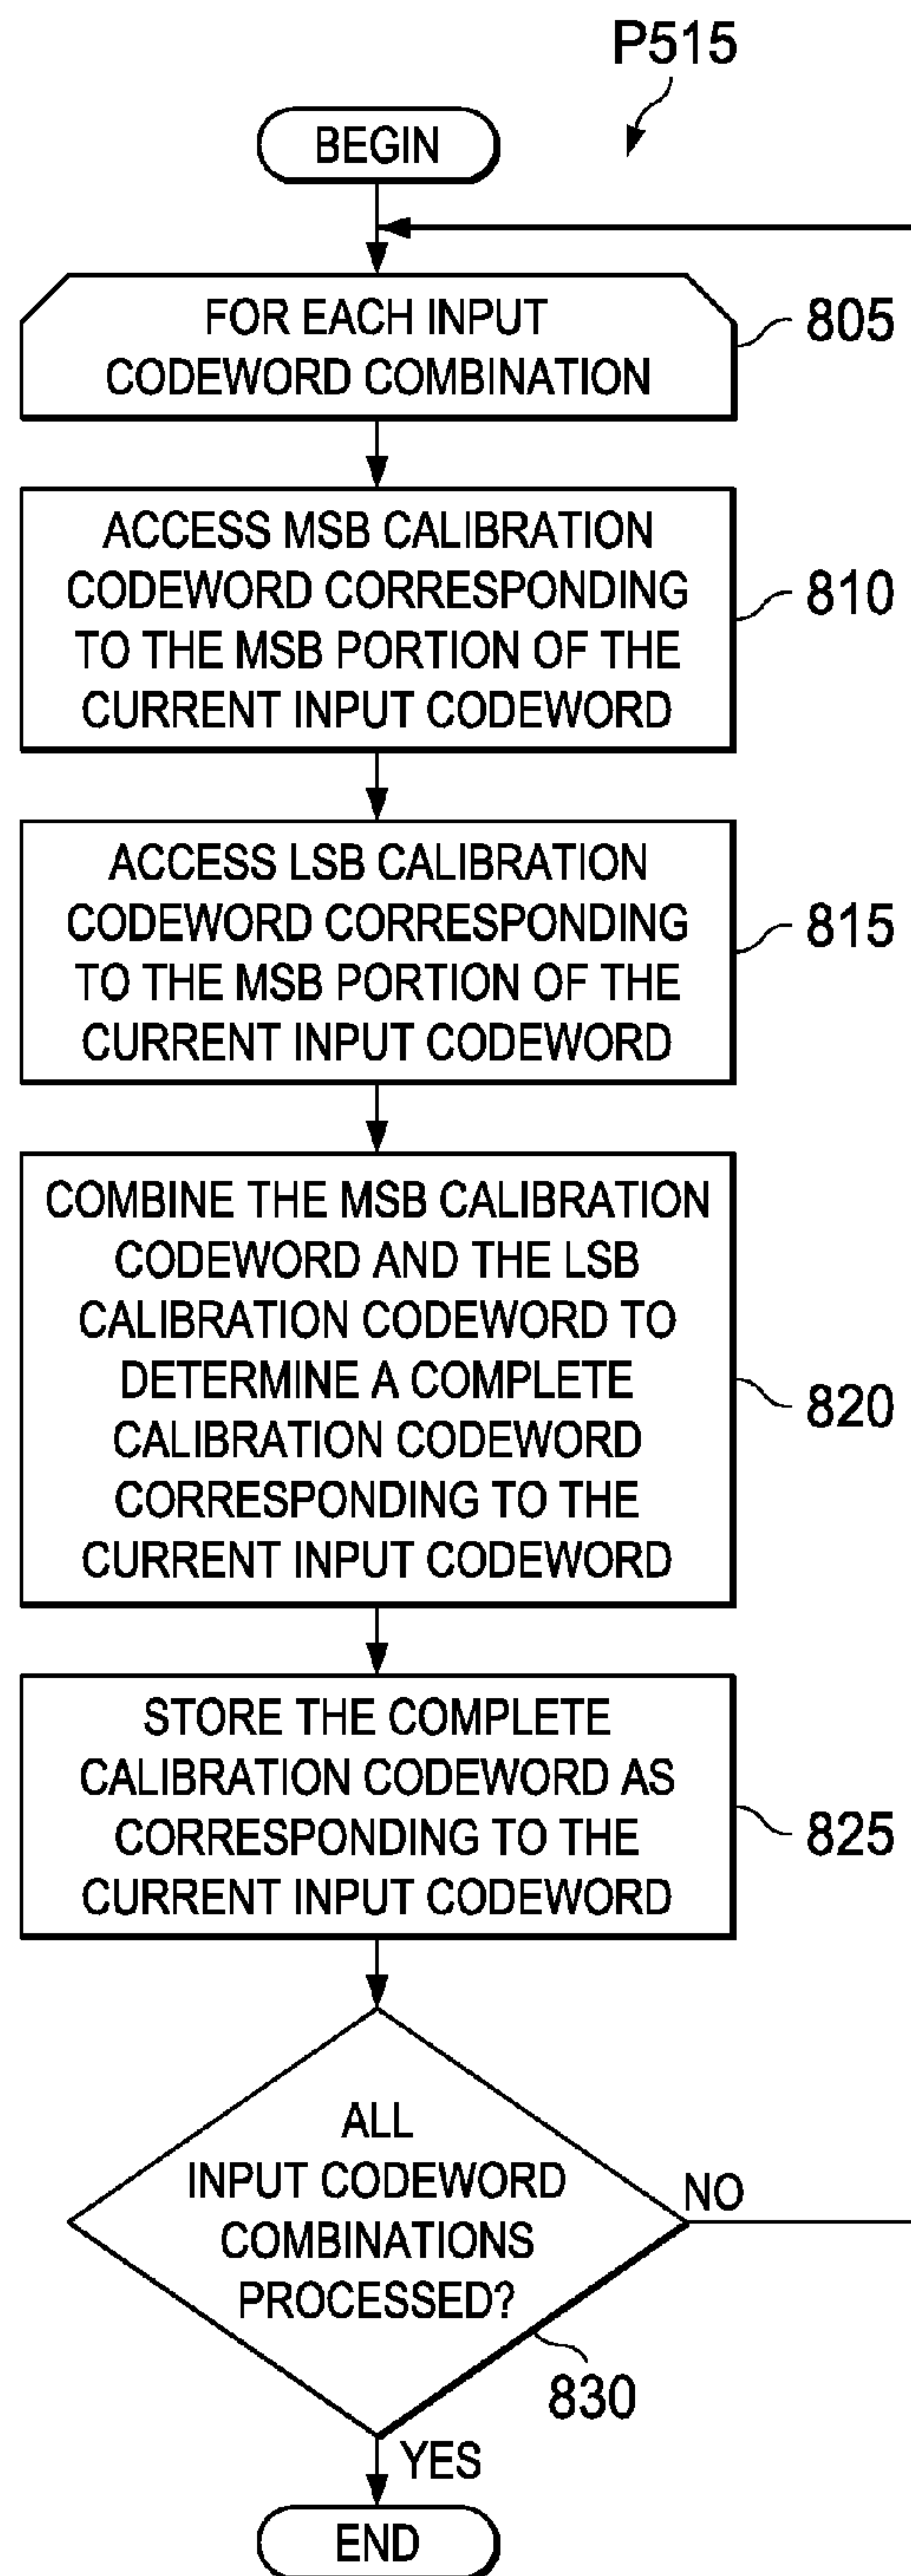 P515
BEGIN
FOR EACH INPUT
CODEWORD COMBINATION
805
ACCESS MSB CALIBRATION
CODEWORD CORRESPONDING
TO THE MSB PORTION OF THE
CURRENT INPUT CODEWORD
810
ACCESS LSB CALIBRATION
CODEWORD CORRESPONDING
TO THE MSB PORTION OF THE
CURRENT INPUT CODEWORD
815
COMBINE THE MSB CALIBRATION
CODEWORD AND THE LSB
CALIBRATION CODEWORD TO
DETERMINE A COMPLETE
CALIBRATION CODEWORD
CORRESPONDING TO THE
CURRENT INPUT CODEWORD
820
STORE THE COMPLETE
CALIBRATION CODEWORD AS
CORRESPONDING TO THE
CURRENT INPUT CODEWORD
825
ALL
INPUT CODEWORD
COMBINATIONS
PROCESSED?
NO
830
YES
END